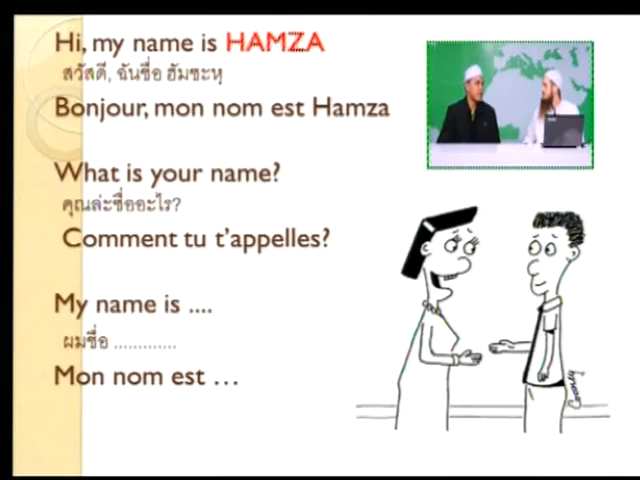 Hi, my name is HAMZA
สวัสดี, ฉันชื่อ ฮัมซะหฺ
Bonjour, mon nom est Hamza
What is your name?
คุณล่ะชื่ออะไร?
Comment tu t'appelles?
My name is ....
ผมชื่อ .............
Mon nom est …